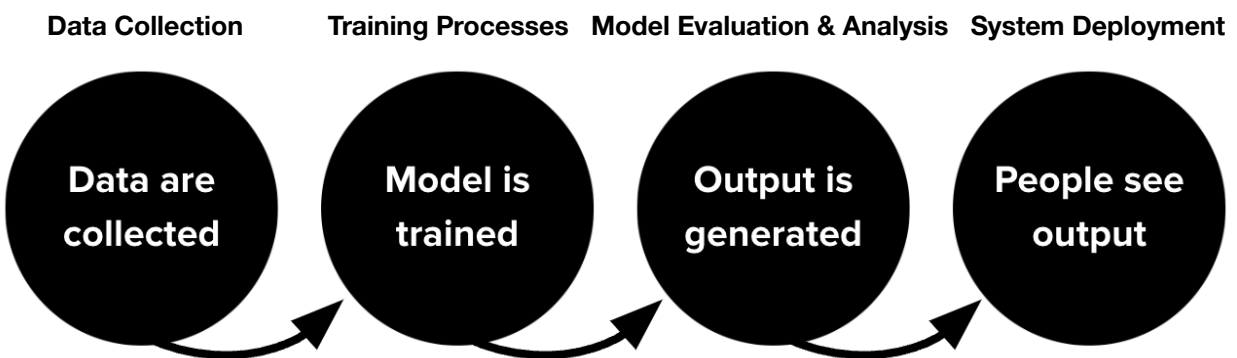 Data Collection
Training Processes
Model Evaluation & Analysis
System Deployment
Data are
collected
Model is
trained
Output is
generated
People see
output